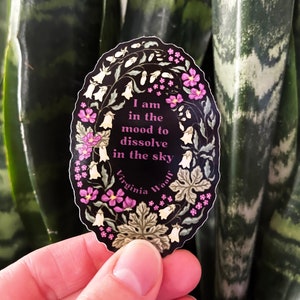 I am
in the
mood to
dissolve
in the sky
Virginia Woolf